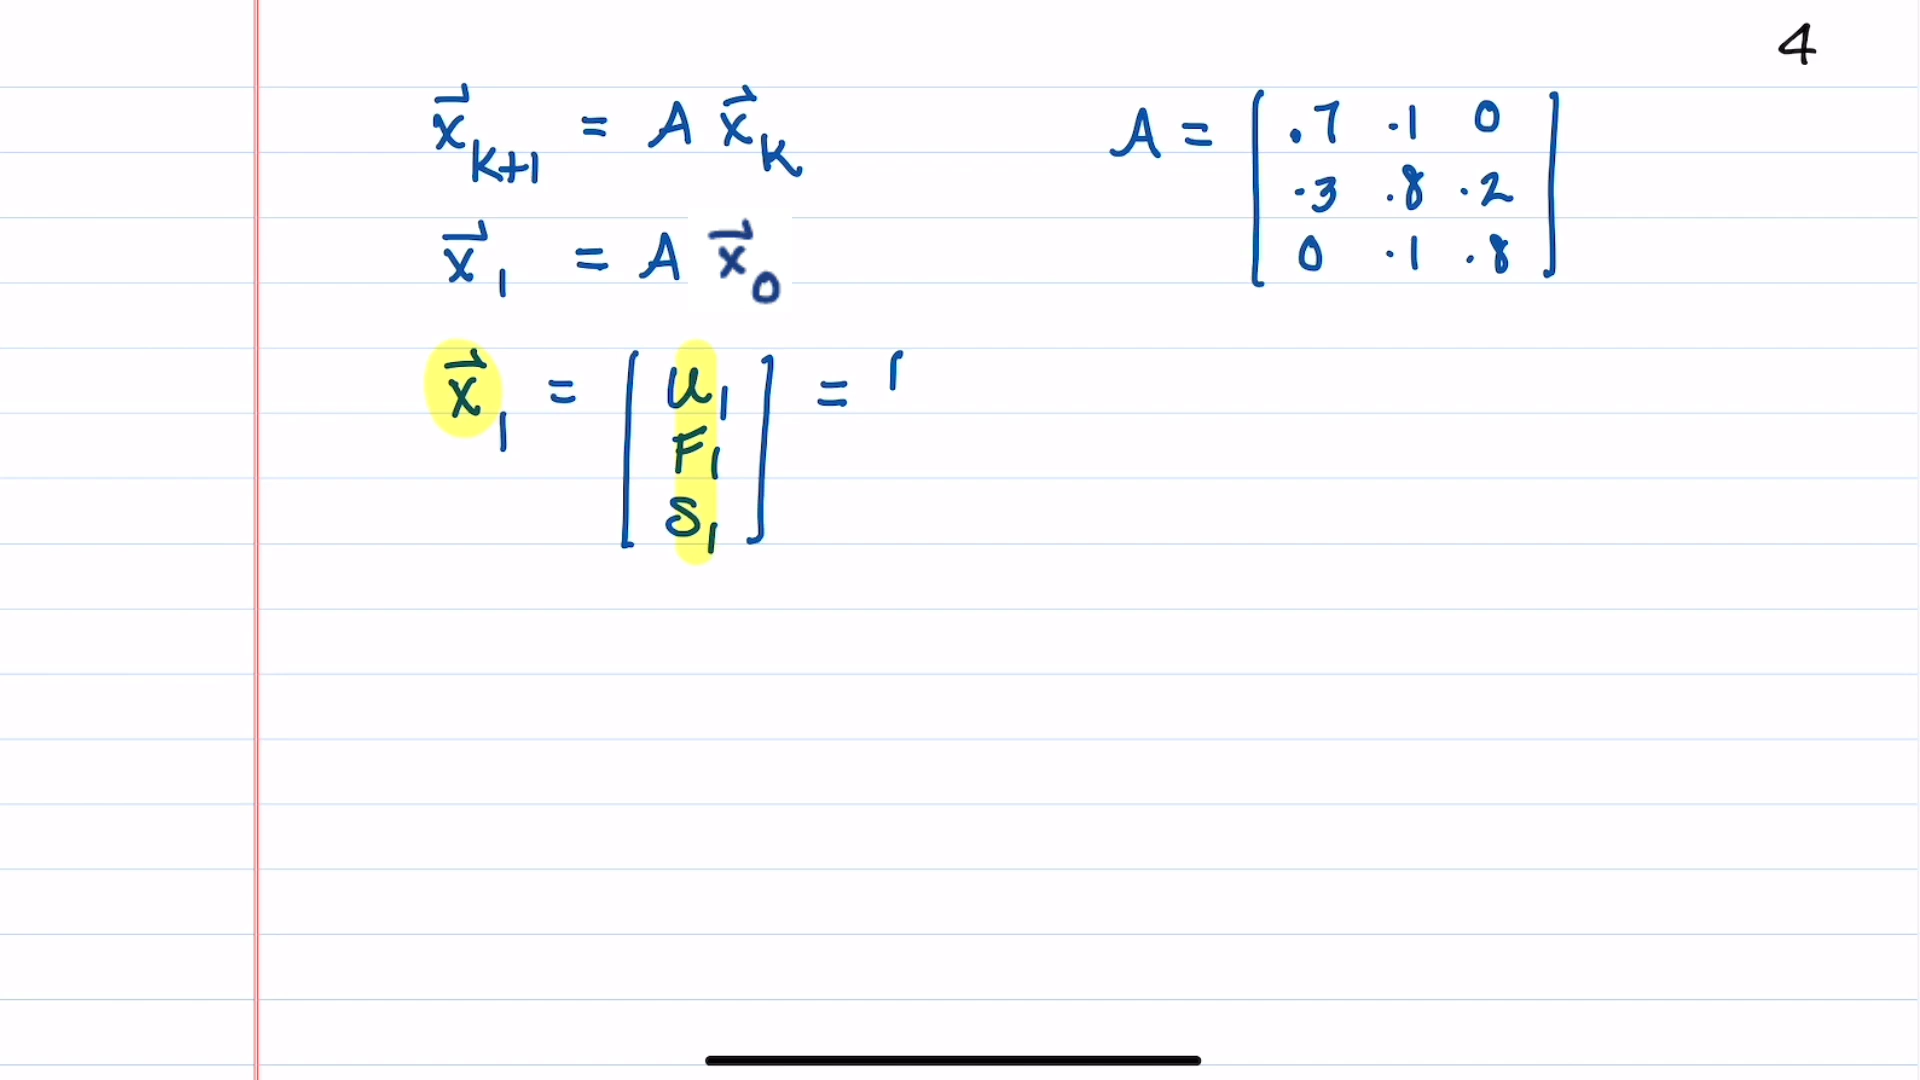 4
x⃗ₖ₊₁ = A x⃗ₖ
A = [ .7 .1 0
.3 .8 .2
0 .1 .8 ]
x⃗₁ = A x⃗₀
x⃗₁ = [ u₁
F₁
S₁ ] =